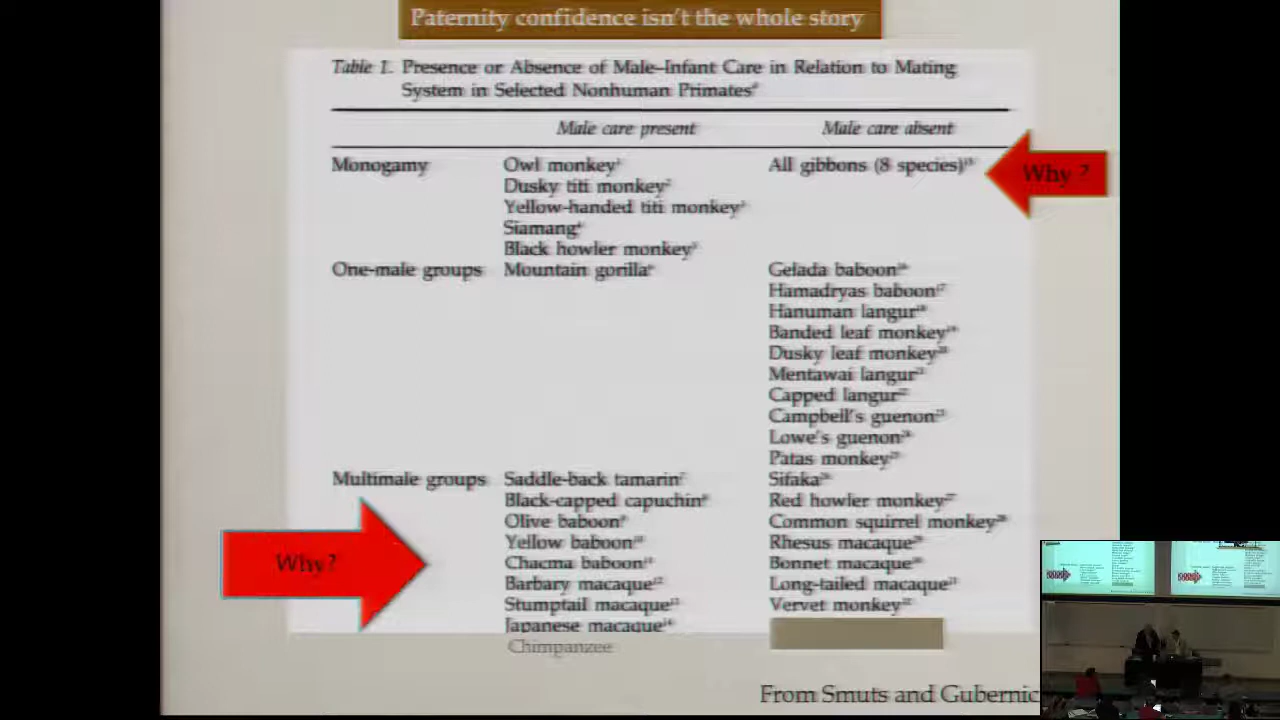 Paternity confidence isn't the whole story
Table 1. Presence or Absence of Male–Infant Care in Relation to Mating
System in Selected Nonhuman Primates
Male care present Male care absent
Monogamy Owl monkey All gibbons (8 species)
Why ?
Dusky titi monkey
Yellow-handed titi monkey
Siamang
Black howler monkey
One-male groups Mountain gorilla Gelada baboon
Hamadryas baboon
Hanuman langur
Banded leaf monkey
Dusky leaf monkey
Mentawai langur
Capped langur
Campbell's guenon
Lowe's guenon
Patas monkey
Multimale groups Saddle-back tamarin Sifaka
Black-capped capuchin Red howler monkey
Olive baboon Common squirrel monkey
Yellow baboon Rhesus macaque
Why?
Chacma baboon Bonnet macaque
Barbary macaque Long-tailed macaque
Stumptail macaque Vervet monkey
Japanese macaque
Chimpanzee
From Smuts and Gubernic